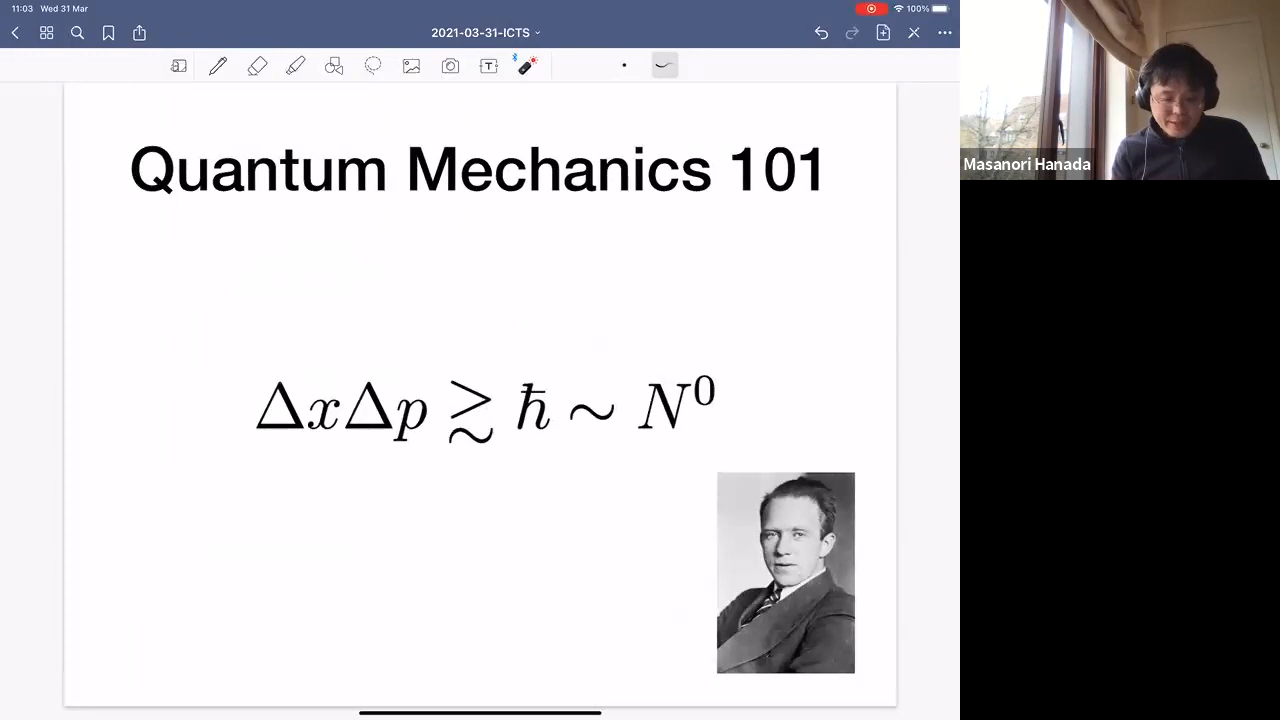 11:03 Wed 31 Mar
100%
2021-03-31-ICTS
T
Quantum Mechanics 101
ΔxΔp ≳ ℏ ∼ N⁰
Masanori Hanada